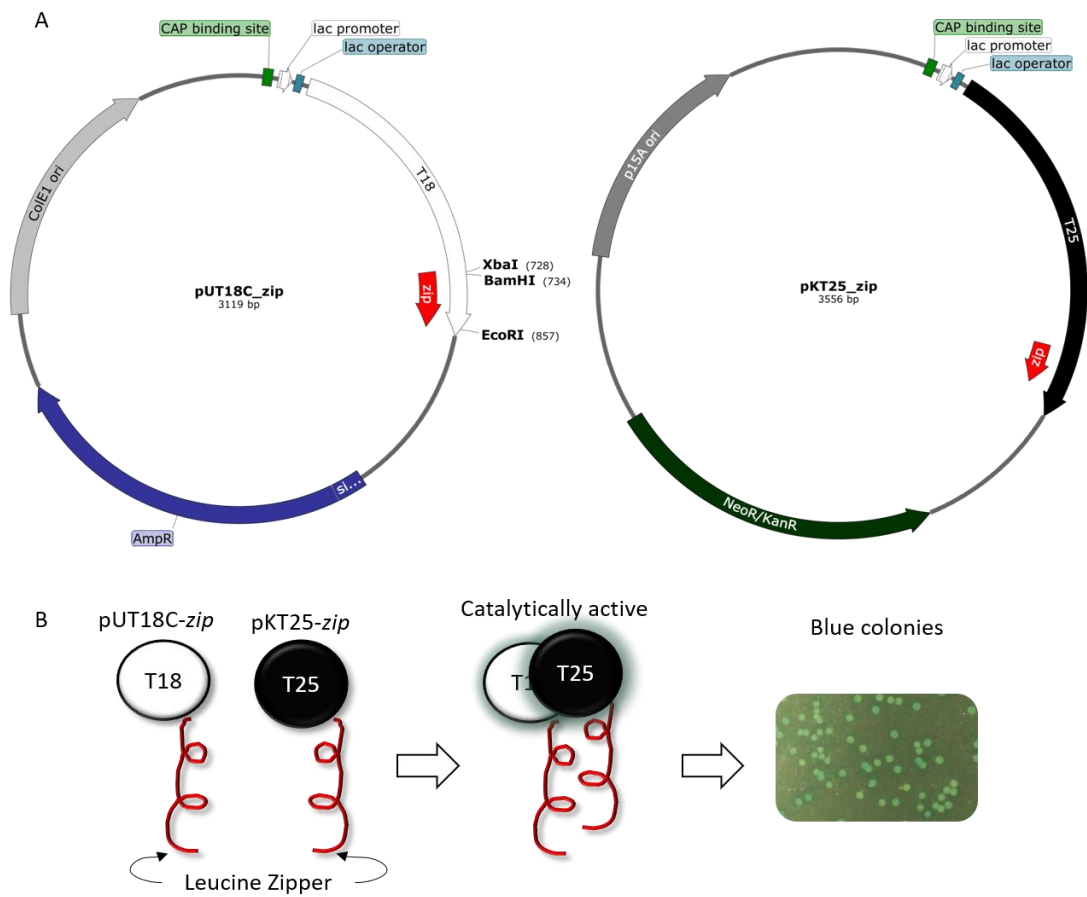 A
CAP binding site
lac promoter
lac operator
ColE1 ori
T18
XbaI (728)
BamHI (734)
zip
EcoRI (857)
pUT18C_zip
3119 bp
si...
AmpR
CAP binding site
lac promoter
lac operator
p15A ori
T25
pKT25_zip
3556 bp
zip
NeoR/KanR
B
pUT18C-zip
pKT25-zip
Catalytically active
Blue colonies
T18
T25
T25
Leucine Zipper